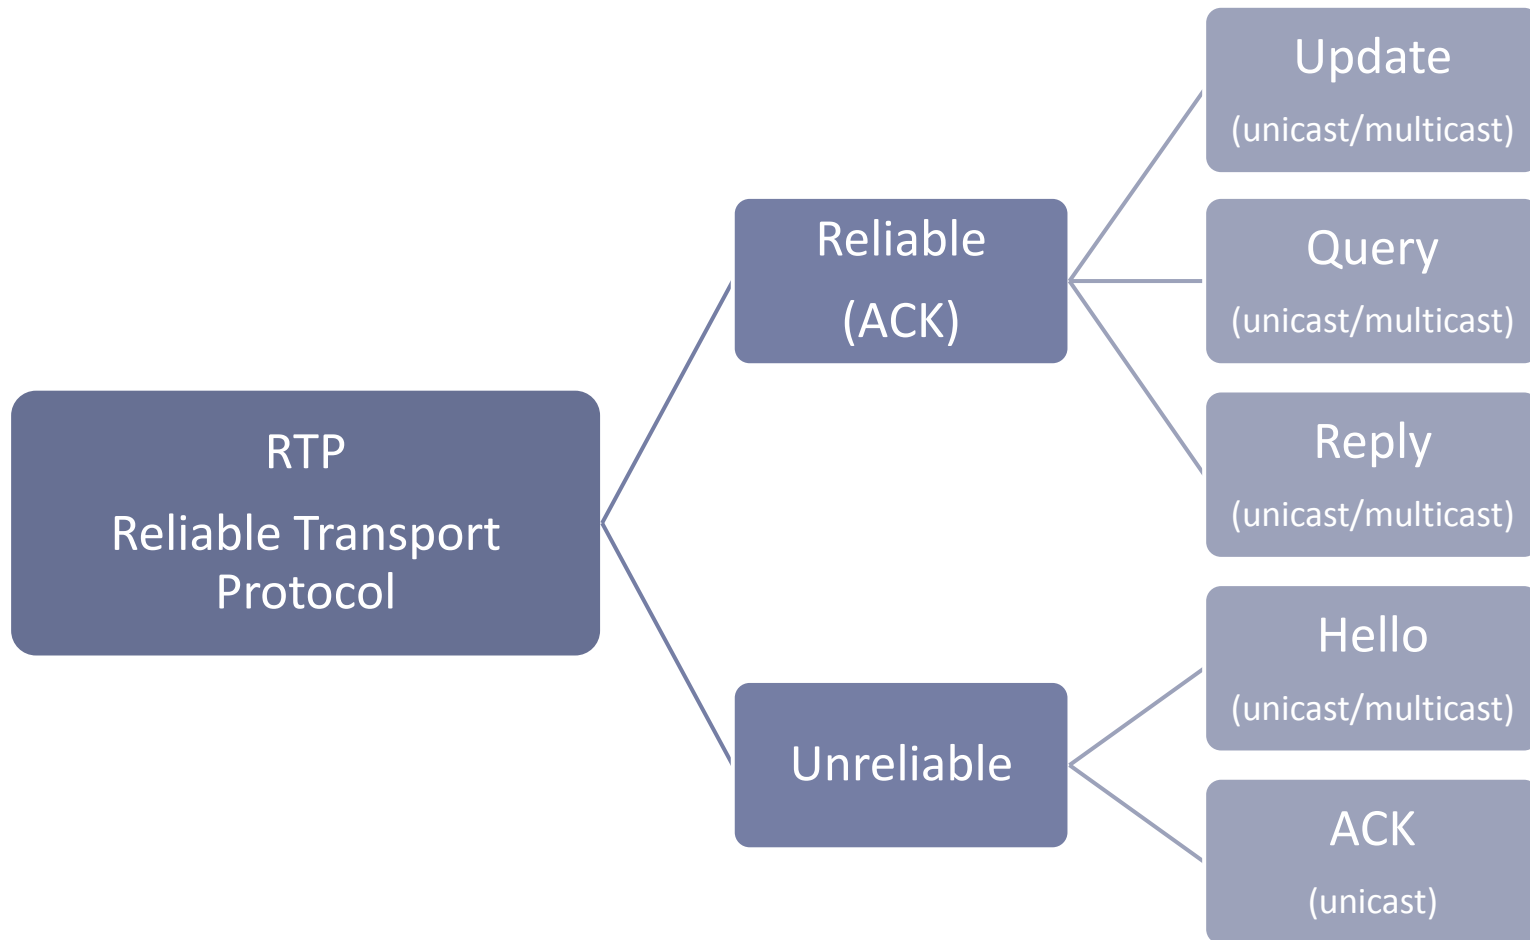 RTP
Reliable Transport
Protocol
Reliable
(ACK)
Unreliable
Update
(unicast/multicast)
Query
(unicast/multicast)
Reply
(unicast/multicast)
Hello
(unicast/multicast)
ACK
(unicast)